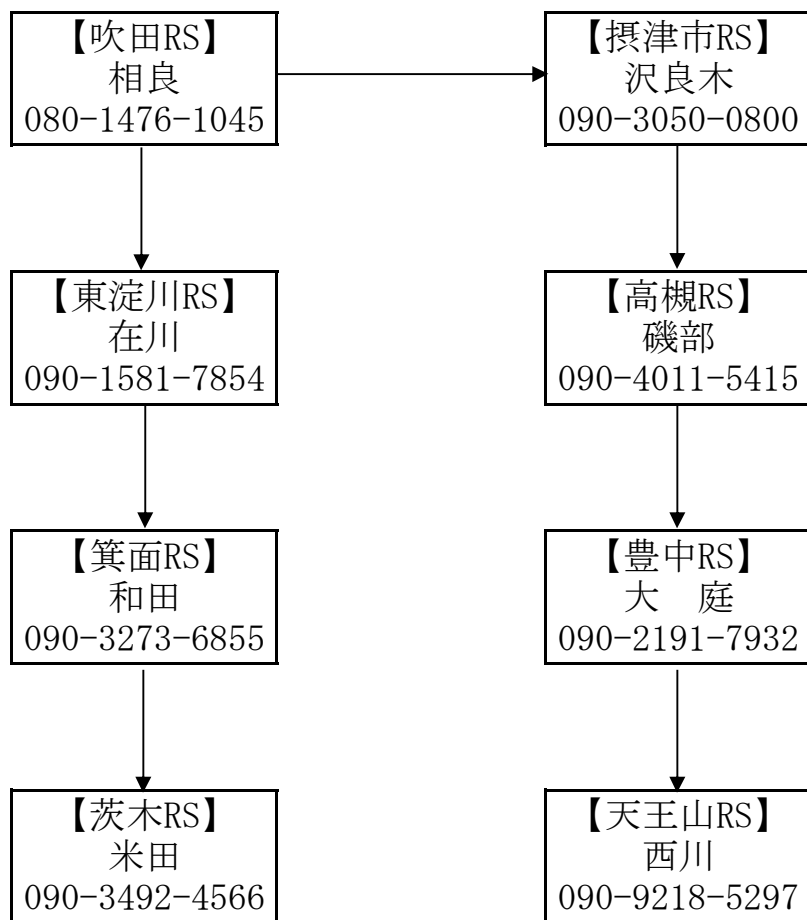 【吹田RS】
相良
080-1476-1045
【摂津市RS】
沢良木
090-3050-0800
【東淀川RS】
在川
090-1581-7854
【高槻RS】
磯部
090-4011-5415
【箕面RS】
和田
090-3273-6855
【豊中RS】
大　庭
090-2191-7932
【茨木RS】
米田
090-3492-4566
【天王山RS】
西川
090-9218-5297